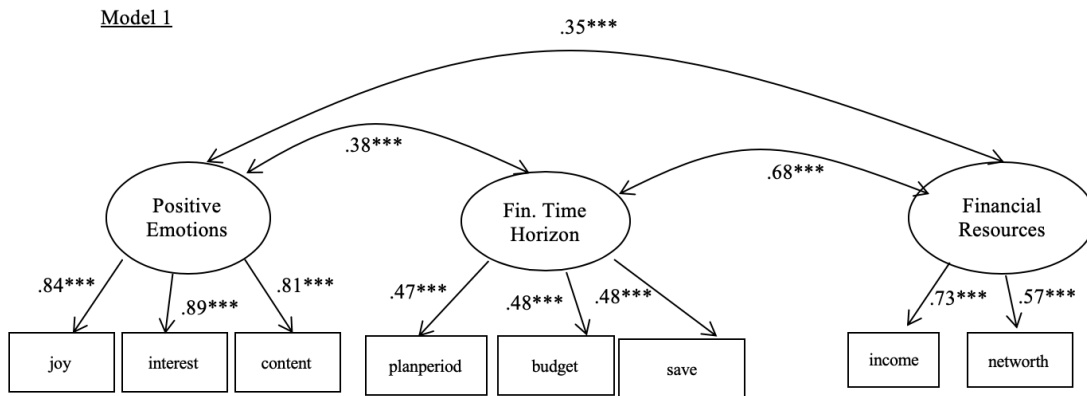 Model 1
.35***
.38***
.68***
Positive
Emotions
Fin. Time
Horizon
Financial
Resources
.84***
.89***
.81***
.47***
.48***
.48***
.73***
.57***
joy
interest
content
planperiod
budget
save
income
networth